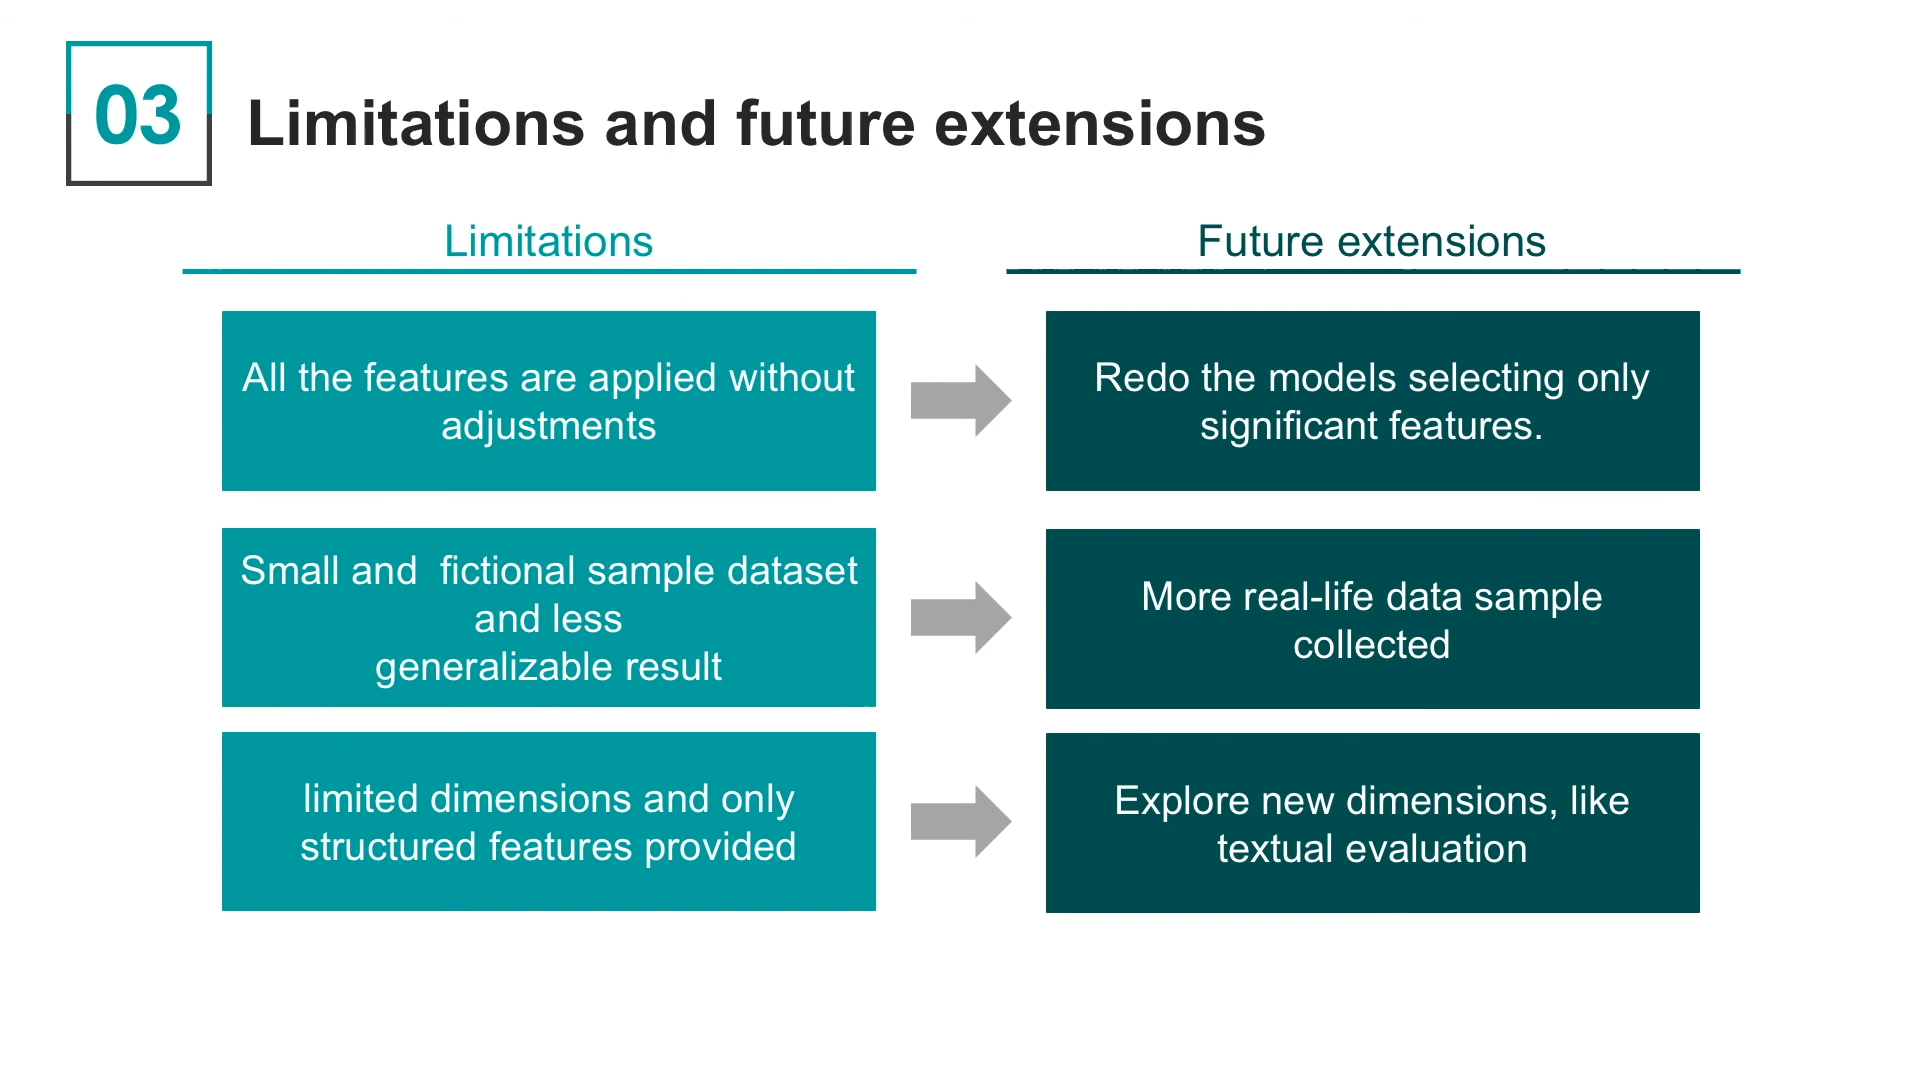 03
Limitations and future extensions
Limitations
Future extensions
All the features are applied without
adjustments
Redo the models selecting only
significant features.
Small and  fictional sample dataset
and less
generalizable result
More real-life data sample
collected
limited dimensions and only
structured features provided
Explore new dimensions, like
textual evaluation